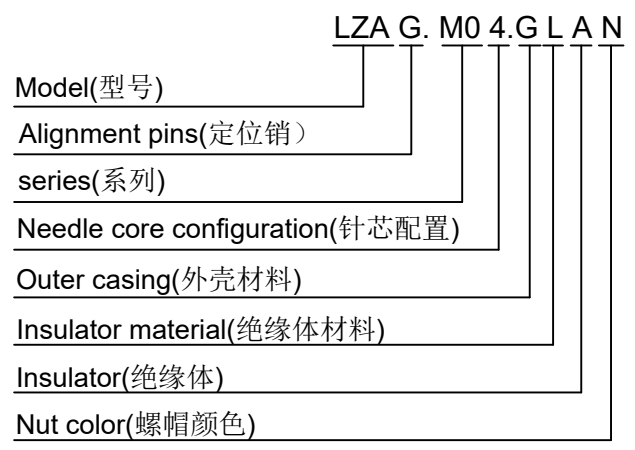 LZA G. M0 4.G L A N
Model(型号)
Alignment pins(定位销）
series(系列)
Needle core configuration(针芯配置)
Outer casing(外壳材料)
Insulator material(绝缘体材料)
Insulator(绝缘体)
Nut color(螺帽颜色)